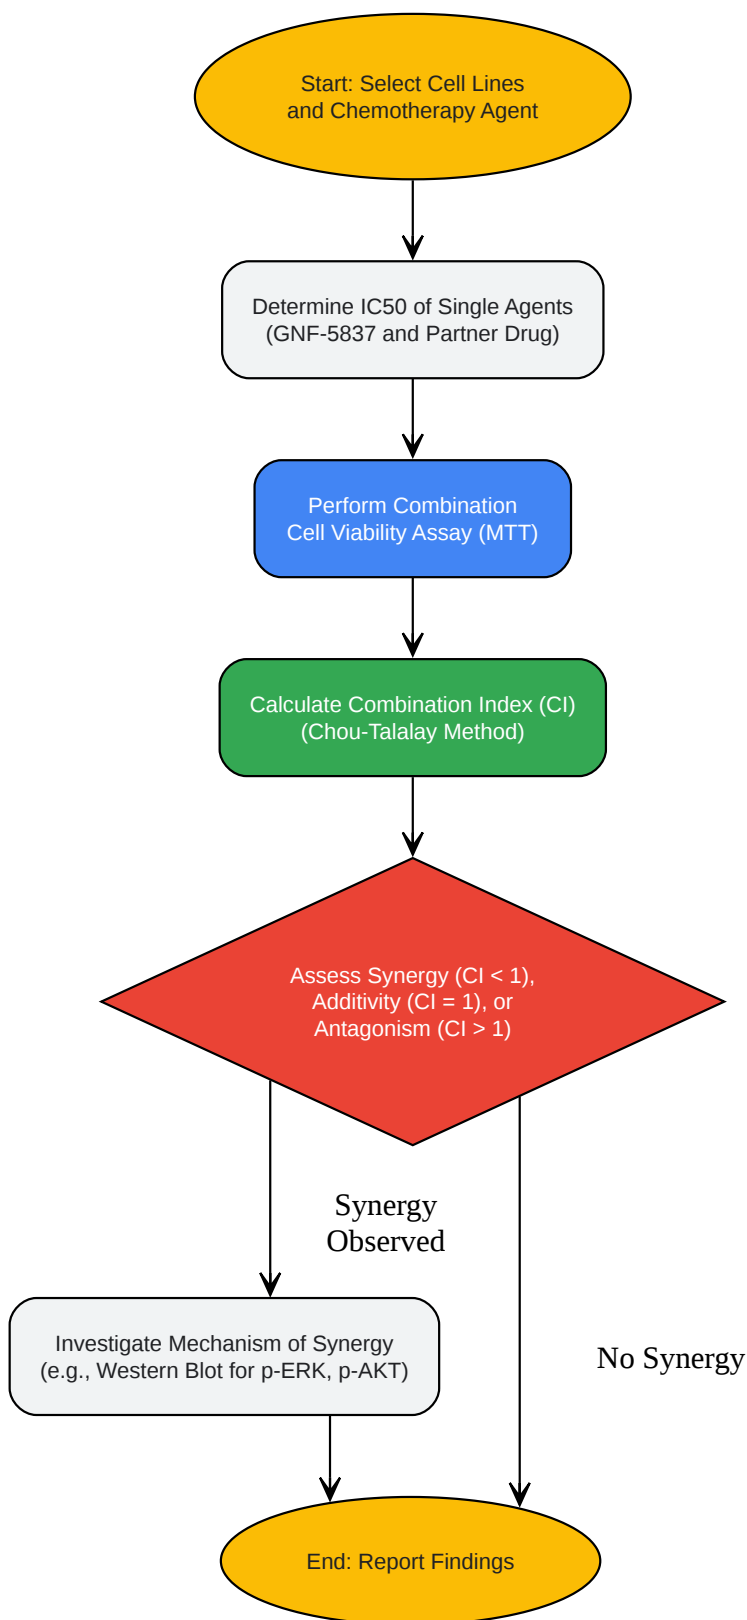 Start: Select Cell Lines
and Chemotherapy Agent
Determine IC50 of Single Agents
(GNF-5837 and Partner Drug)
Perform Combination
Cell Viability Assay (MTT)
Calculate Combination Index (CI)
(Chou-Talalay Method)
Assess Synergy (CI < 1),
Additivity (CI = 1), or
Antagonism (CI > 1)
Synergy
Observed
Investigate Mechanism of Synergy
(e.g., Western Blot for p-ERK, p-AKT)
No Synergy
End: Report Findings